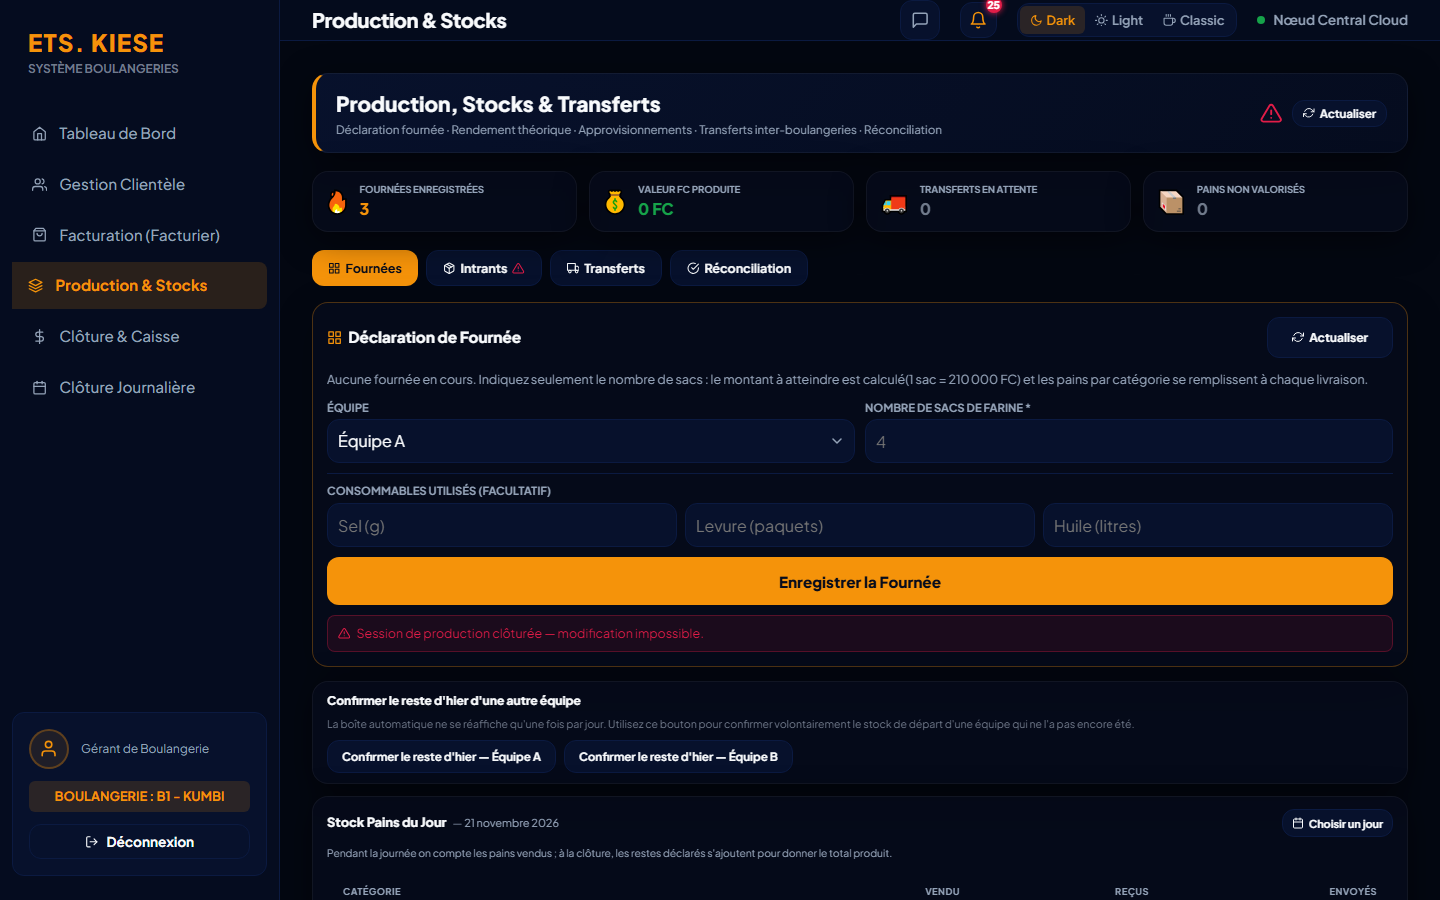 ETS. KIESE
SYSTÈME BOULANGERIES
Tableau de Bord
Gestion Clientèle
Facturation (Facturier)
Production & Stocks
Clôture & Caisse
Clôture Journalière
Gérant de Boulangerie
BOULANGERIE : B1 - KUMBI
Déconnexion
Production & Stocks
25
Dark
Light
Classic
Nœud Central Cloud
Production, Stocks & Transferts
Déclaration fournée · Rendement théorique · Approvisionnements · Transferts inter-boulangeries · Réconciliation
Actualiser
FOURNÉES ENREGISTRÉES
3
VALEUR FC PRODUITE
0 FC
TRANSFERTS EN ATTENTE
0
PAINS NON VALORISÉS
0
Fournées
Intrants
Transferts
Réconciliation
Déclaration de Fournée
Actualiser
Aucune fournée en cours. Indiquez seulement le nombre de sacs : le montant à atteindre est calculé(1 sac = 210 000 FC) et les pains par catégorie se remplissent à chaque livraison.
ÉQUIPE
Équipe A
NOMBRE DE SACS DE FARINE *
4
CONSOMMABLES UTILISÉS (FACULTATIF)
Sel (g)
Levure (paquets)
Huile (litres)
Enregistrer la Fournée
Session de production clôturée — modification impossible.
Confirmer le reste d'hier d'une autre équipe
La boîte automatique ne se réaffiche qu'une fois par jour. Utilisez ce bouton pour confirmer volontairement le stock de départ d'une équipe qui ne l'a pas encore été.
Confirmer le reste d'hier — Équipe A
Confirmer le reste d'hier — Équipe B
Stock Pains du Jour — 21 novembre 2026
Choisir un jour
Pendant la journée on compte les pains vendus ; à la clôture, les restes déclarés s'ajoutent pour donner le total produit.
CATÉGORIE
VENDU
REÇUS
ENVOYÉS